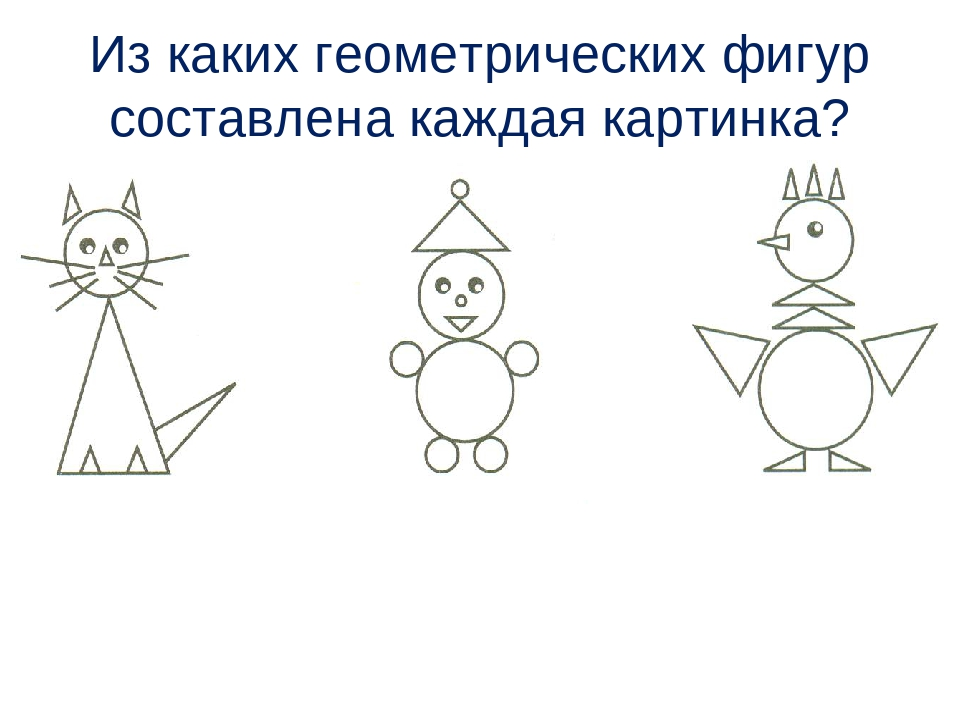 Из каких геометрических фигур
составлена каждая картинка?